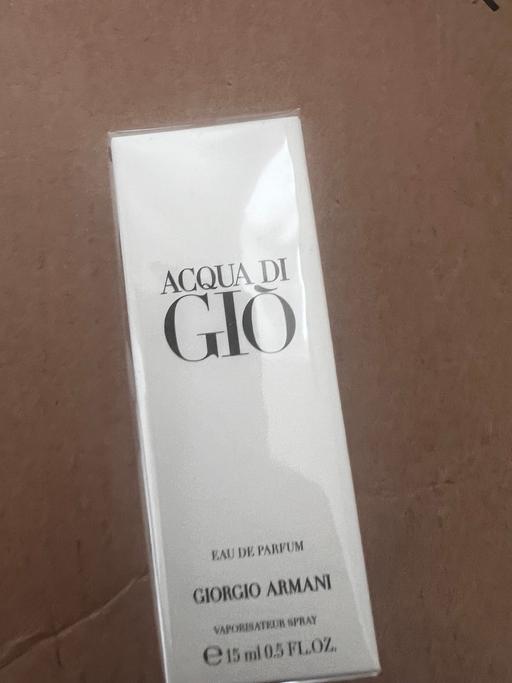 ACQUA DI
GIÒ
EAU DE PARFUM
GIORGIO ARMANI
VAPORISATEUR SPRAY
℮ 15 ml 0.5 FL.OZ.